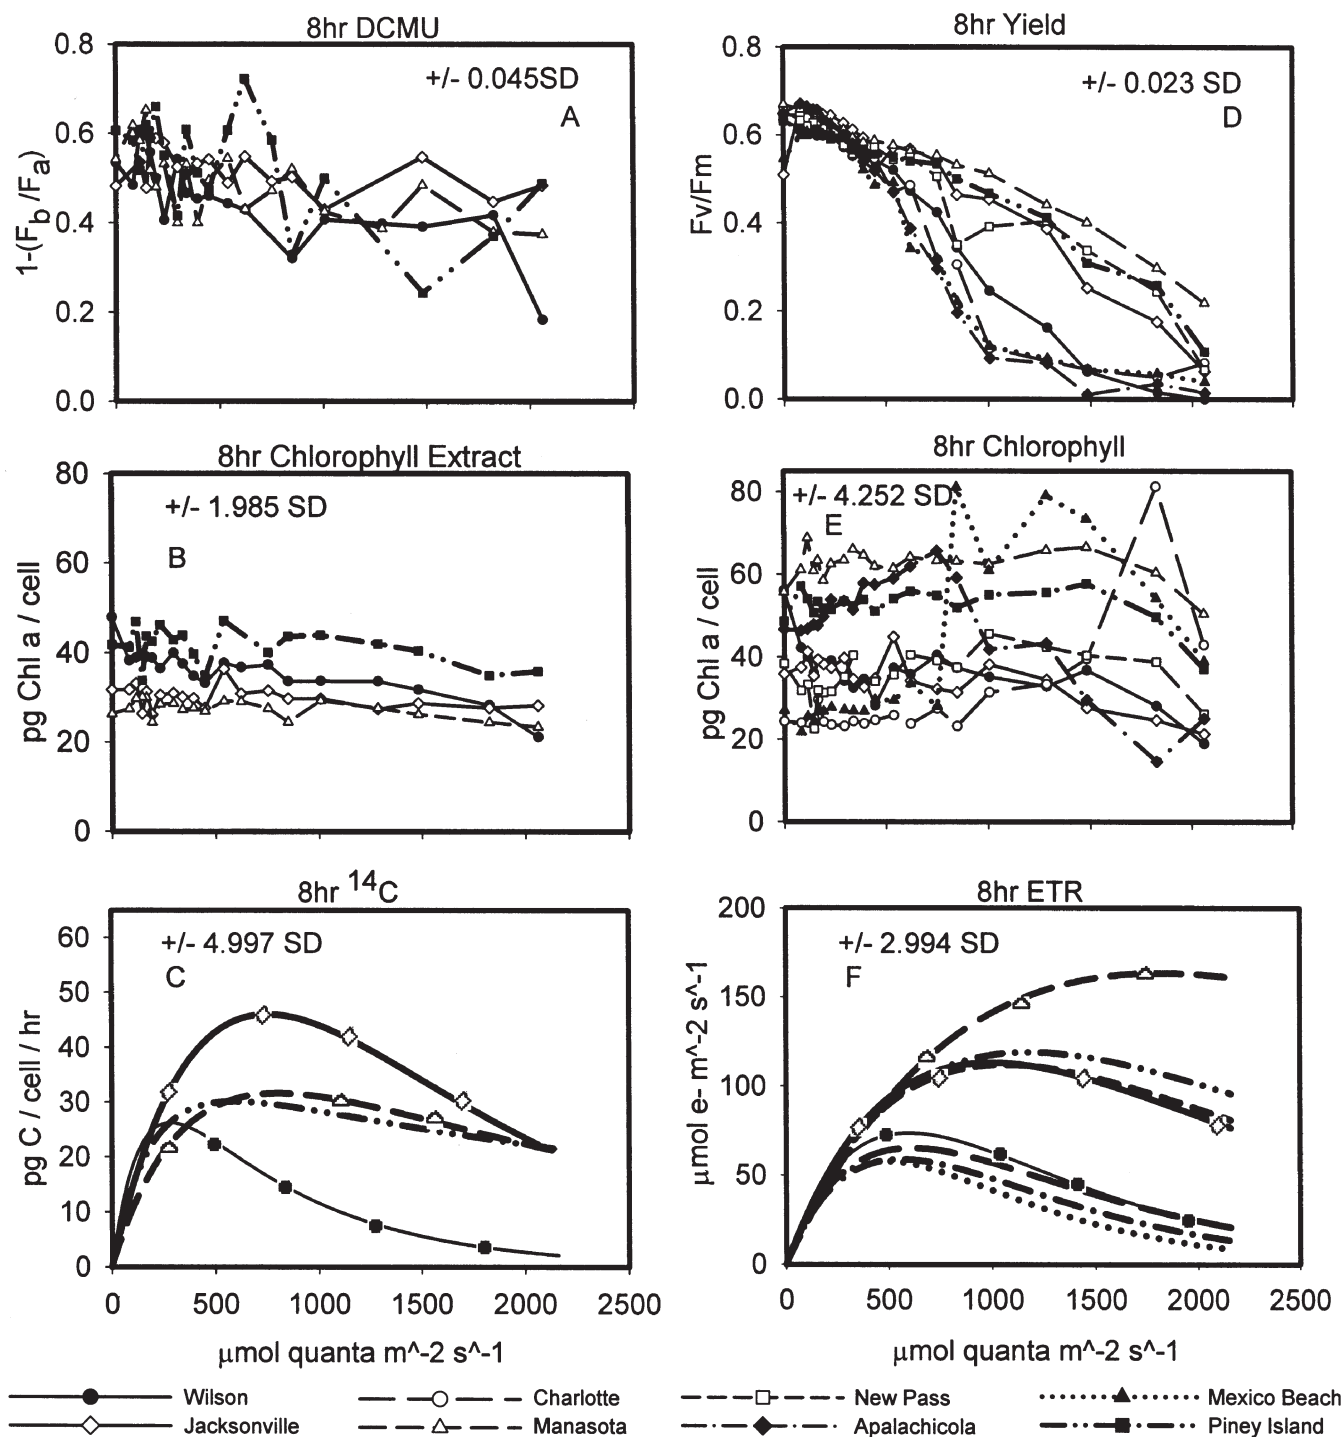 8hr DCMU
0.8
+/- 0.045SD
A
0.6
0.4
0.2
0.0
1-(Fb/Fa)
8hr Yield
0.8
+/- 0.023 SD
D
0.6
0.4
0.2
0.0
Fv/Fm
8hr Chlorophyll Extract
80
+/- 1.985 SD
B
60
40
20
0
pg Chl a / cell
8hr Chlorophyll
80
+/- 4.252 SD
E
60
40
20
0
pg Chl a / cell
8hr 14C
60
+/- 4.997 SD
C
50
40
30
20
10
0
pg C / cell / hr
0 500 1000 1500 2000 2500
μmol quanta m^-2 s^-1
8hr ETR
200
+/- 2.994 SD
F
150
100
50
0
μmol e- m^-2 s^-1
0 500 1000 1500 2000 2500
μmol quanta m^-2 s^-1
Wilson Charlotte New Pass Mexico Beach
Jacksonville Manasota Apalachicola Piney Island